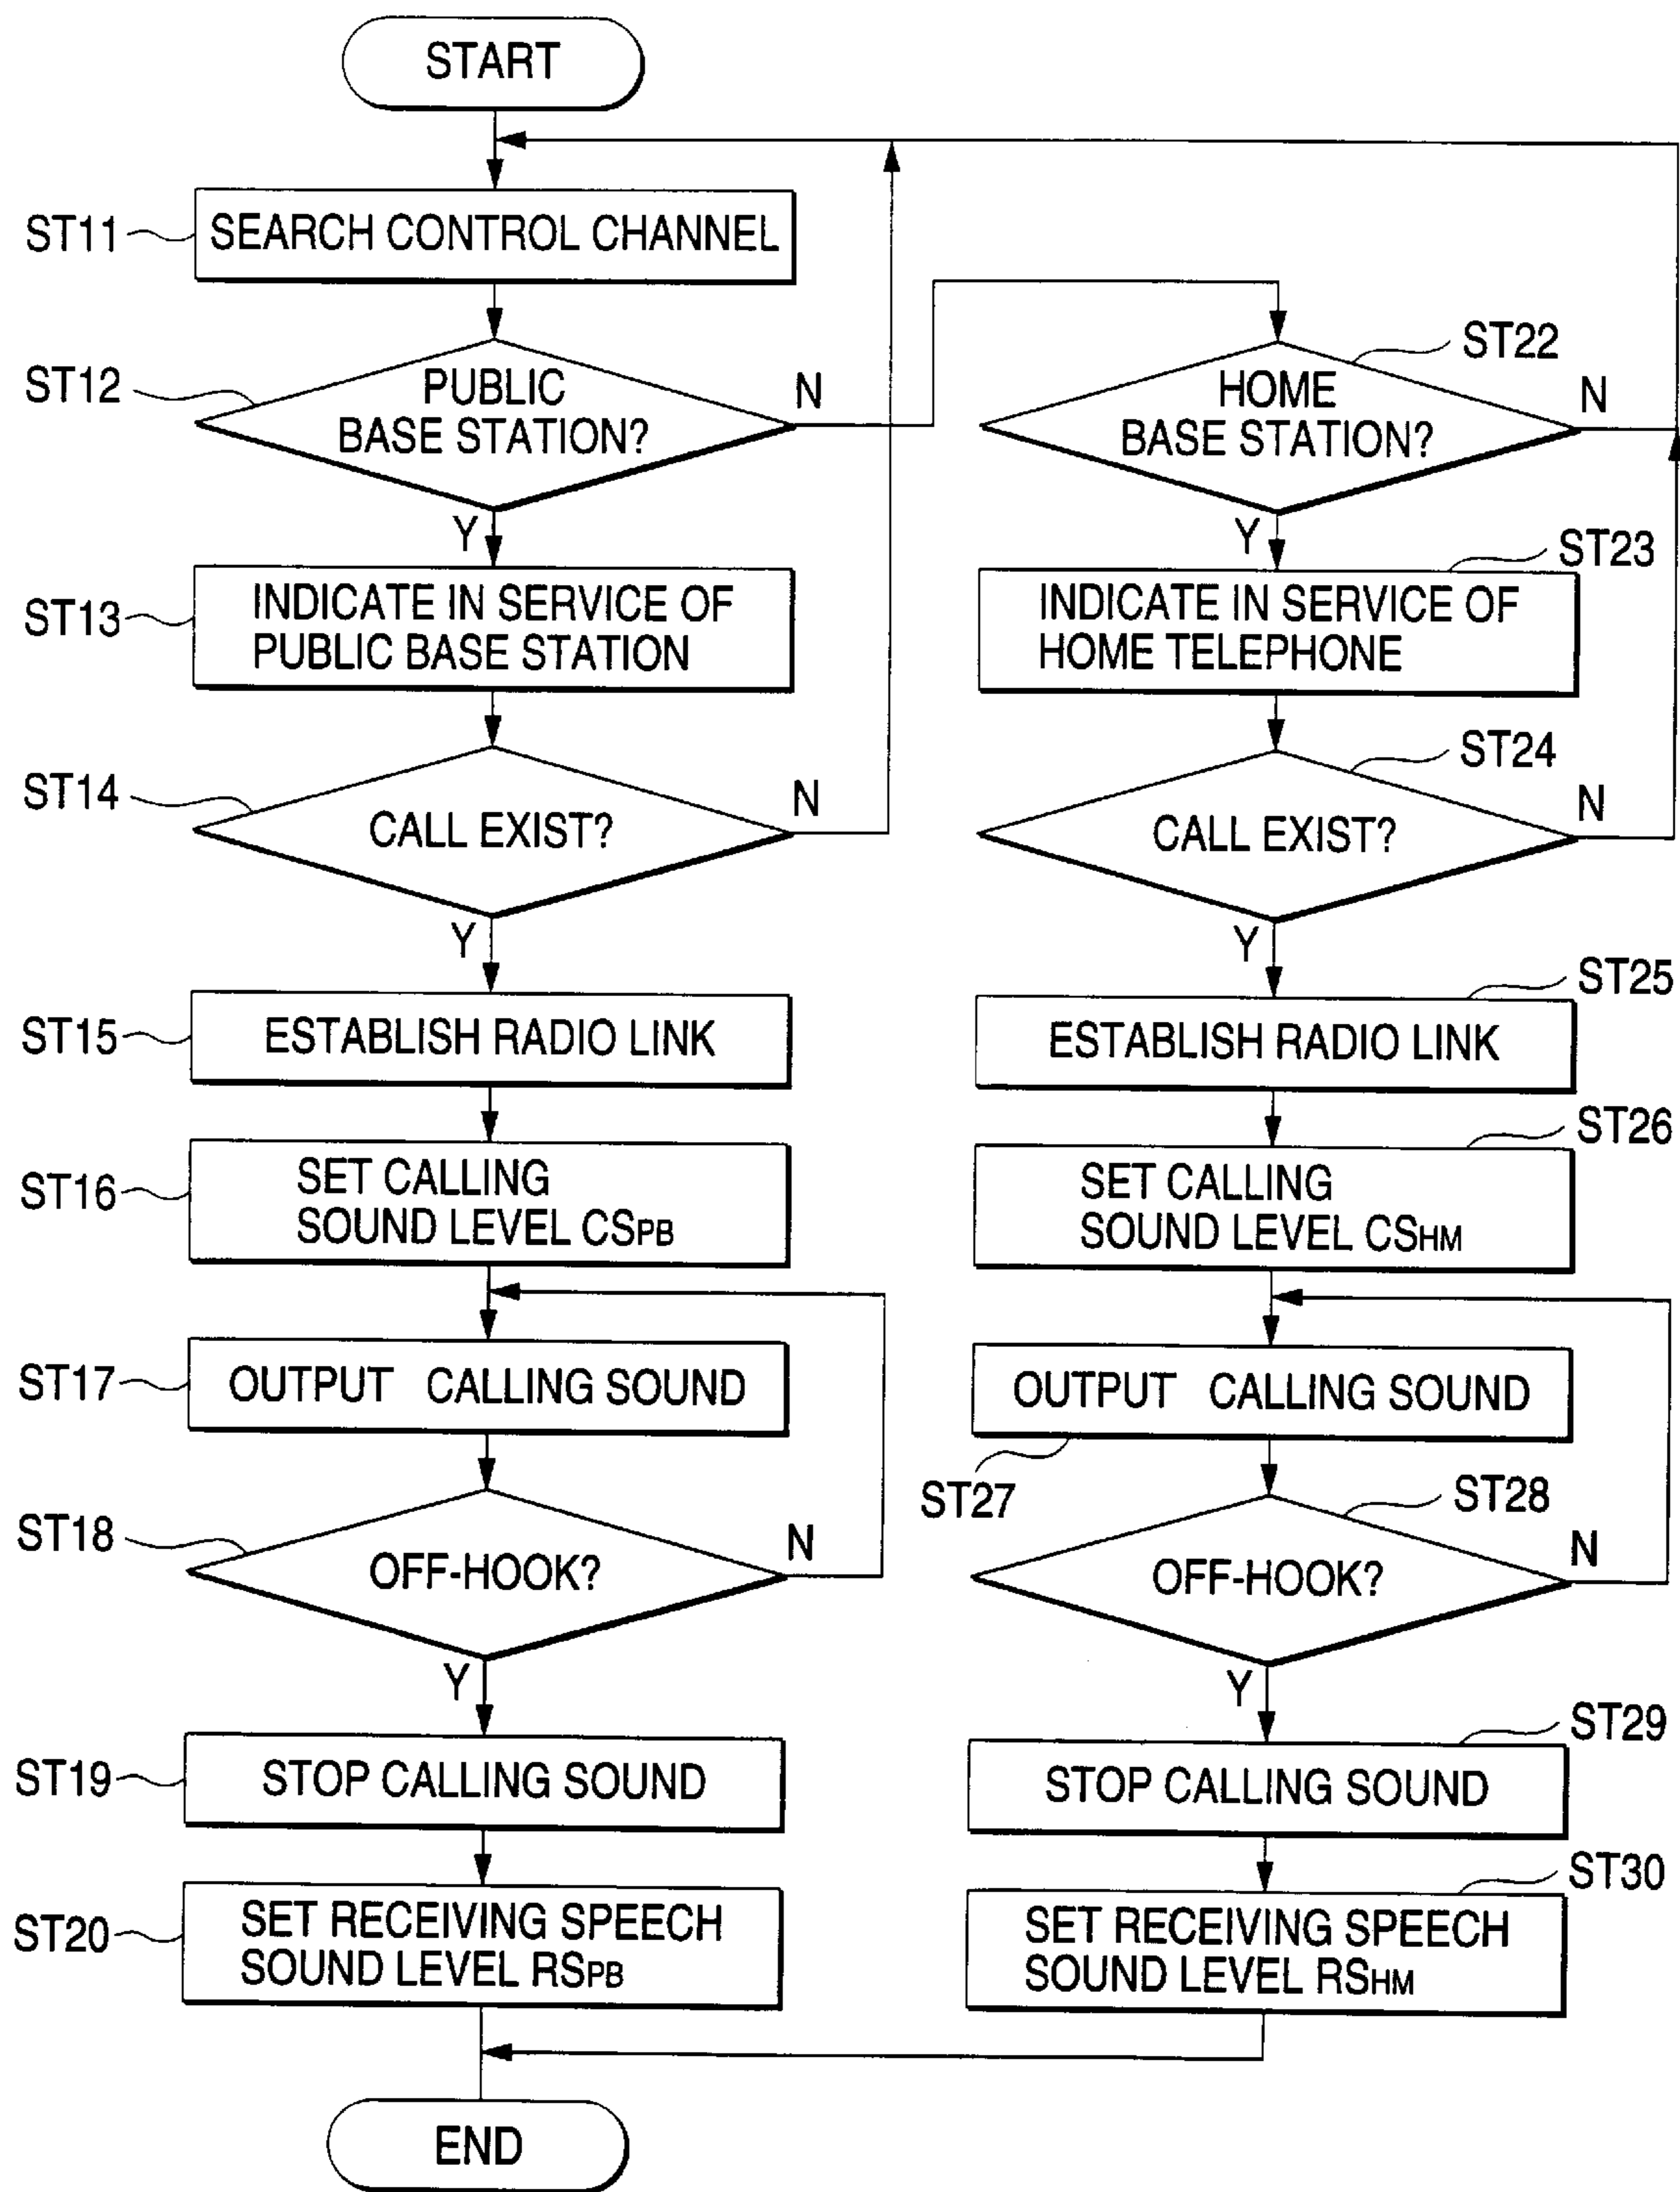 START
ST11
SEARCH CONTROL CHANNEL
ST12
PUBLIC
BASE STATION?
N
Y
ST13
INDICATE IN SERVICE OF
PUBLIC BASE STATION
ST14
CALL EXIST?
N
Y
ST15
ESTABLISH RADIO LINK
ST16
SET CALLING
SOUND LEVEL CSPB
ST17
OUTPUT CALLING SOUND
ST18
OFF-HOOK?
N
Y
ST19
STOP CALLING SOUND
ST20
SET RECEIVING SPEECH
SOUND LEVEL RSPB
END
ST22
HOME
BASE STATION?
N
Y
ST23
INDICATE IN SERVICE OF
HOME TELEPHONE
ST24
CALL EXIST?
N
Y
ST25
ESTABLISH RADIO LINK
ST26
SET CALLING
SOUND LEVEL CSHM
OUTPUT CALLING SOUND
ST27
ST28
OFF-HOOK?
N
Y
ST29
STOP CALLING SOUND
ST30
SET RECEIVING SPEECH
SOUND LEVEL RSHM